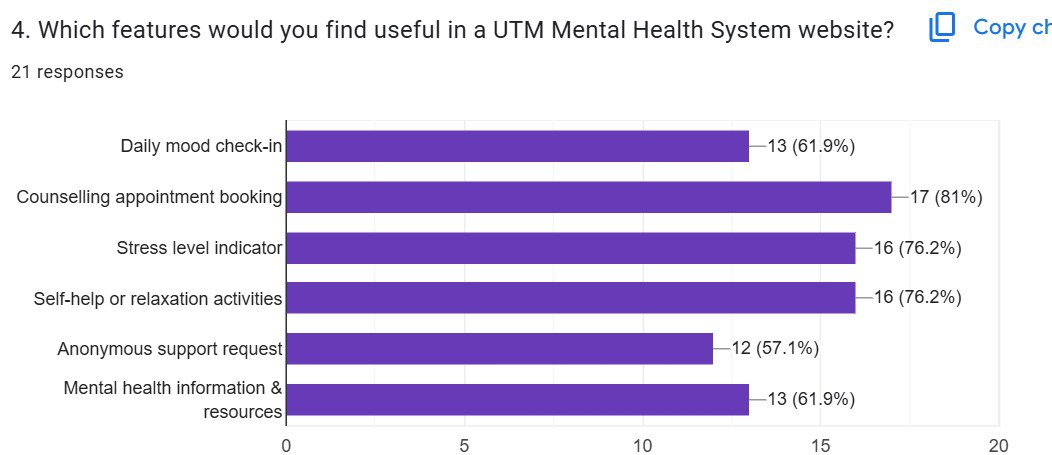 4. Which features would you find useful in a UTM Mental Health System website?
Copy ch
21 responses
Daily mood check-in
13 (61.9%)
Counselling appointment booking
17 (81%)
Stress level indicator
16 (76.2%)
Self-help or relaxation activities
16 (76.2%)
Anonymous support request
12 (57.1%)
Mental health information &
resources
13 (61.9%)
0 5 10 15 20